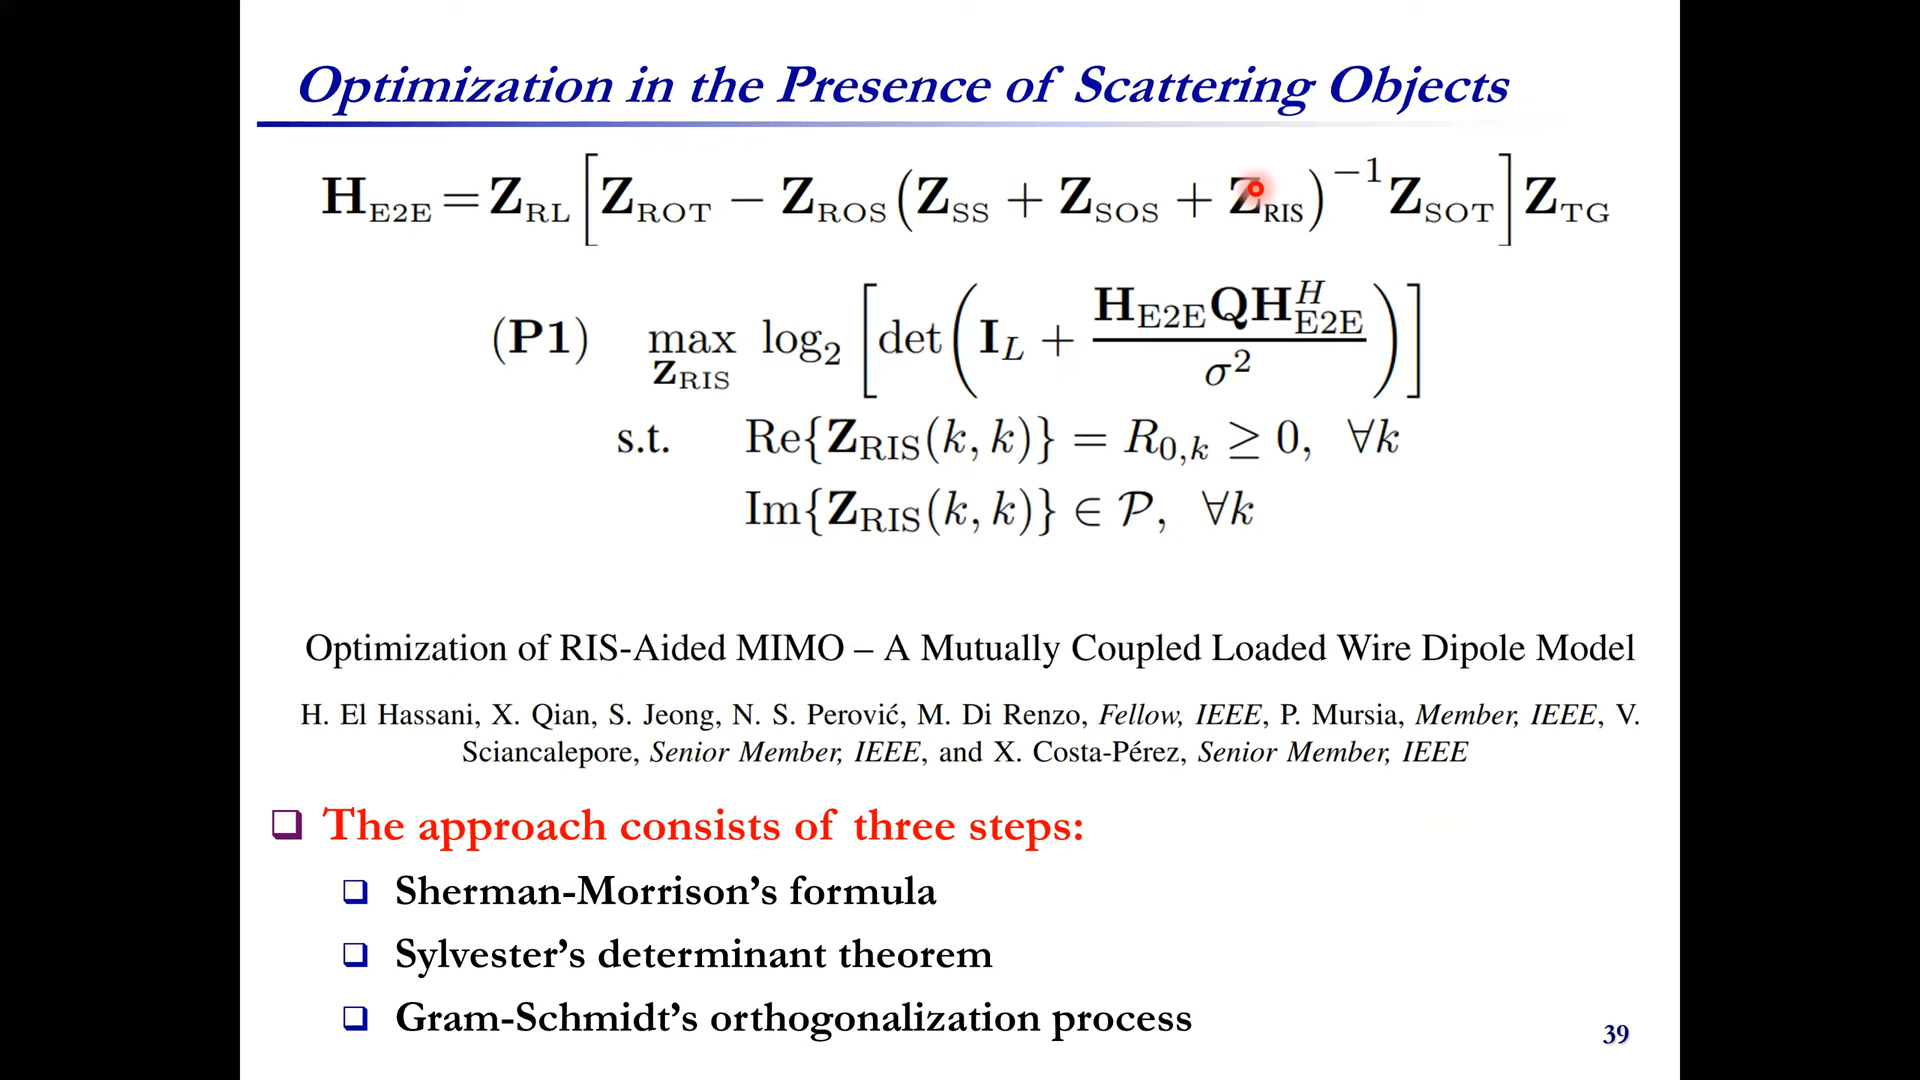 Optimization in the Presence of Scattering Objects
H_E2E = Z_RL [ Z_ROT − Z_ROS ( Z_SS + Z_SOS + Z_RIS )^−1 Z_SOT ] Z_TG
(P1) max_{Z_RIS} log_2 [ det ( I_L + H_E2E Q H_E2E^H / σ^2 ) ]
s.t. Re{Z_RIS(k, k)} = R_0,k ≥ 0, ∀k
Im{Z_RIS(k, k)} ∈ 𝒫, ∀k
Optimization of RIS-Aided MIMO – A Mutually Coupled Loaded Wire Dipole Model
H. El Hassani, X. Qian, S. Jeong, N. S. Perović, M. Di Renzo, Fellow, IEEE, P. Mursia, Member, IEEE, V.
Sciancalepore, Senior Member, IEEE, and X. Costa-Pérez, Senior Member, IEEE
❑ The approach consists of three steps:
❑ Sherman-Morrison’s formula
❑ Sylvester’s determinant theorem
❑ Gram-Schmidt’s orthogonalization process
39